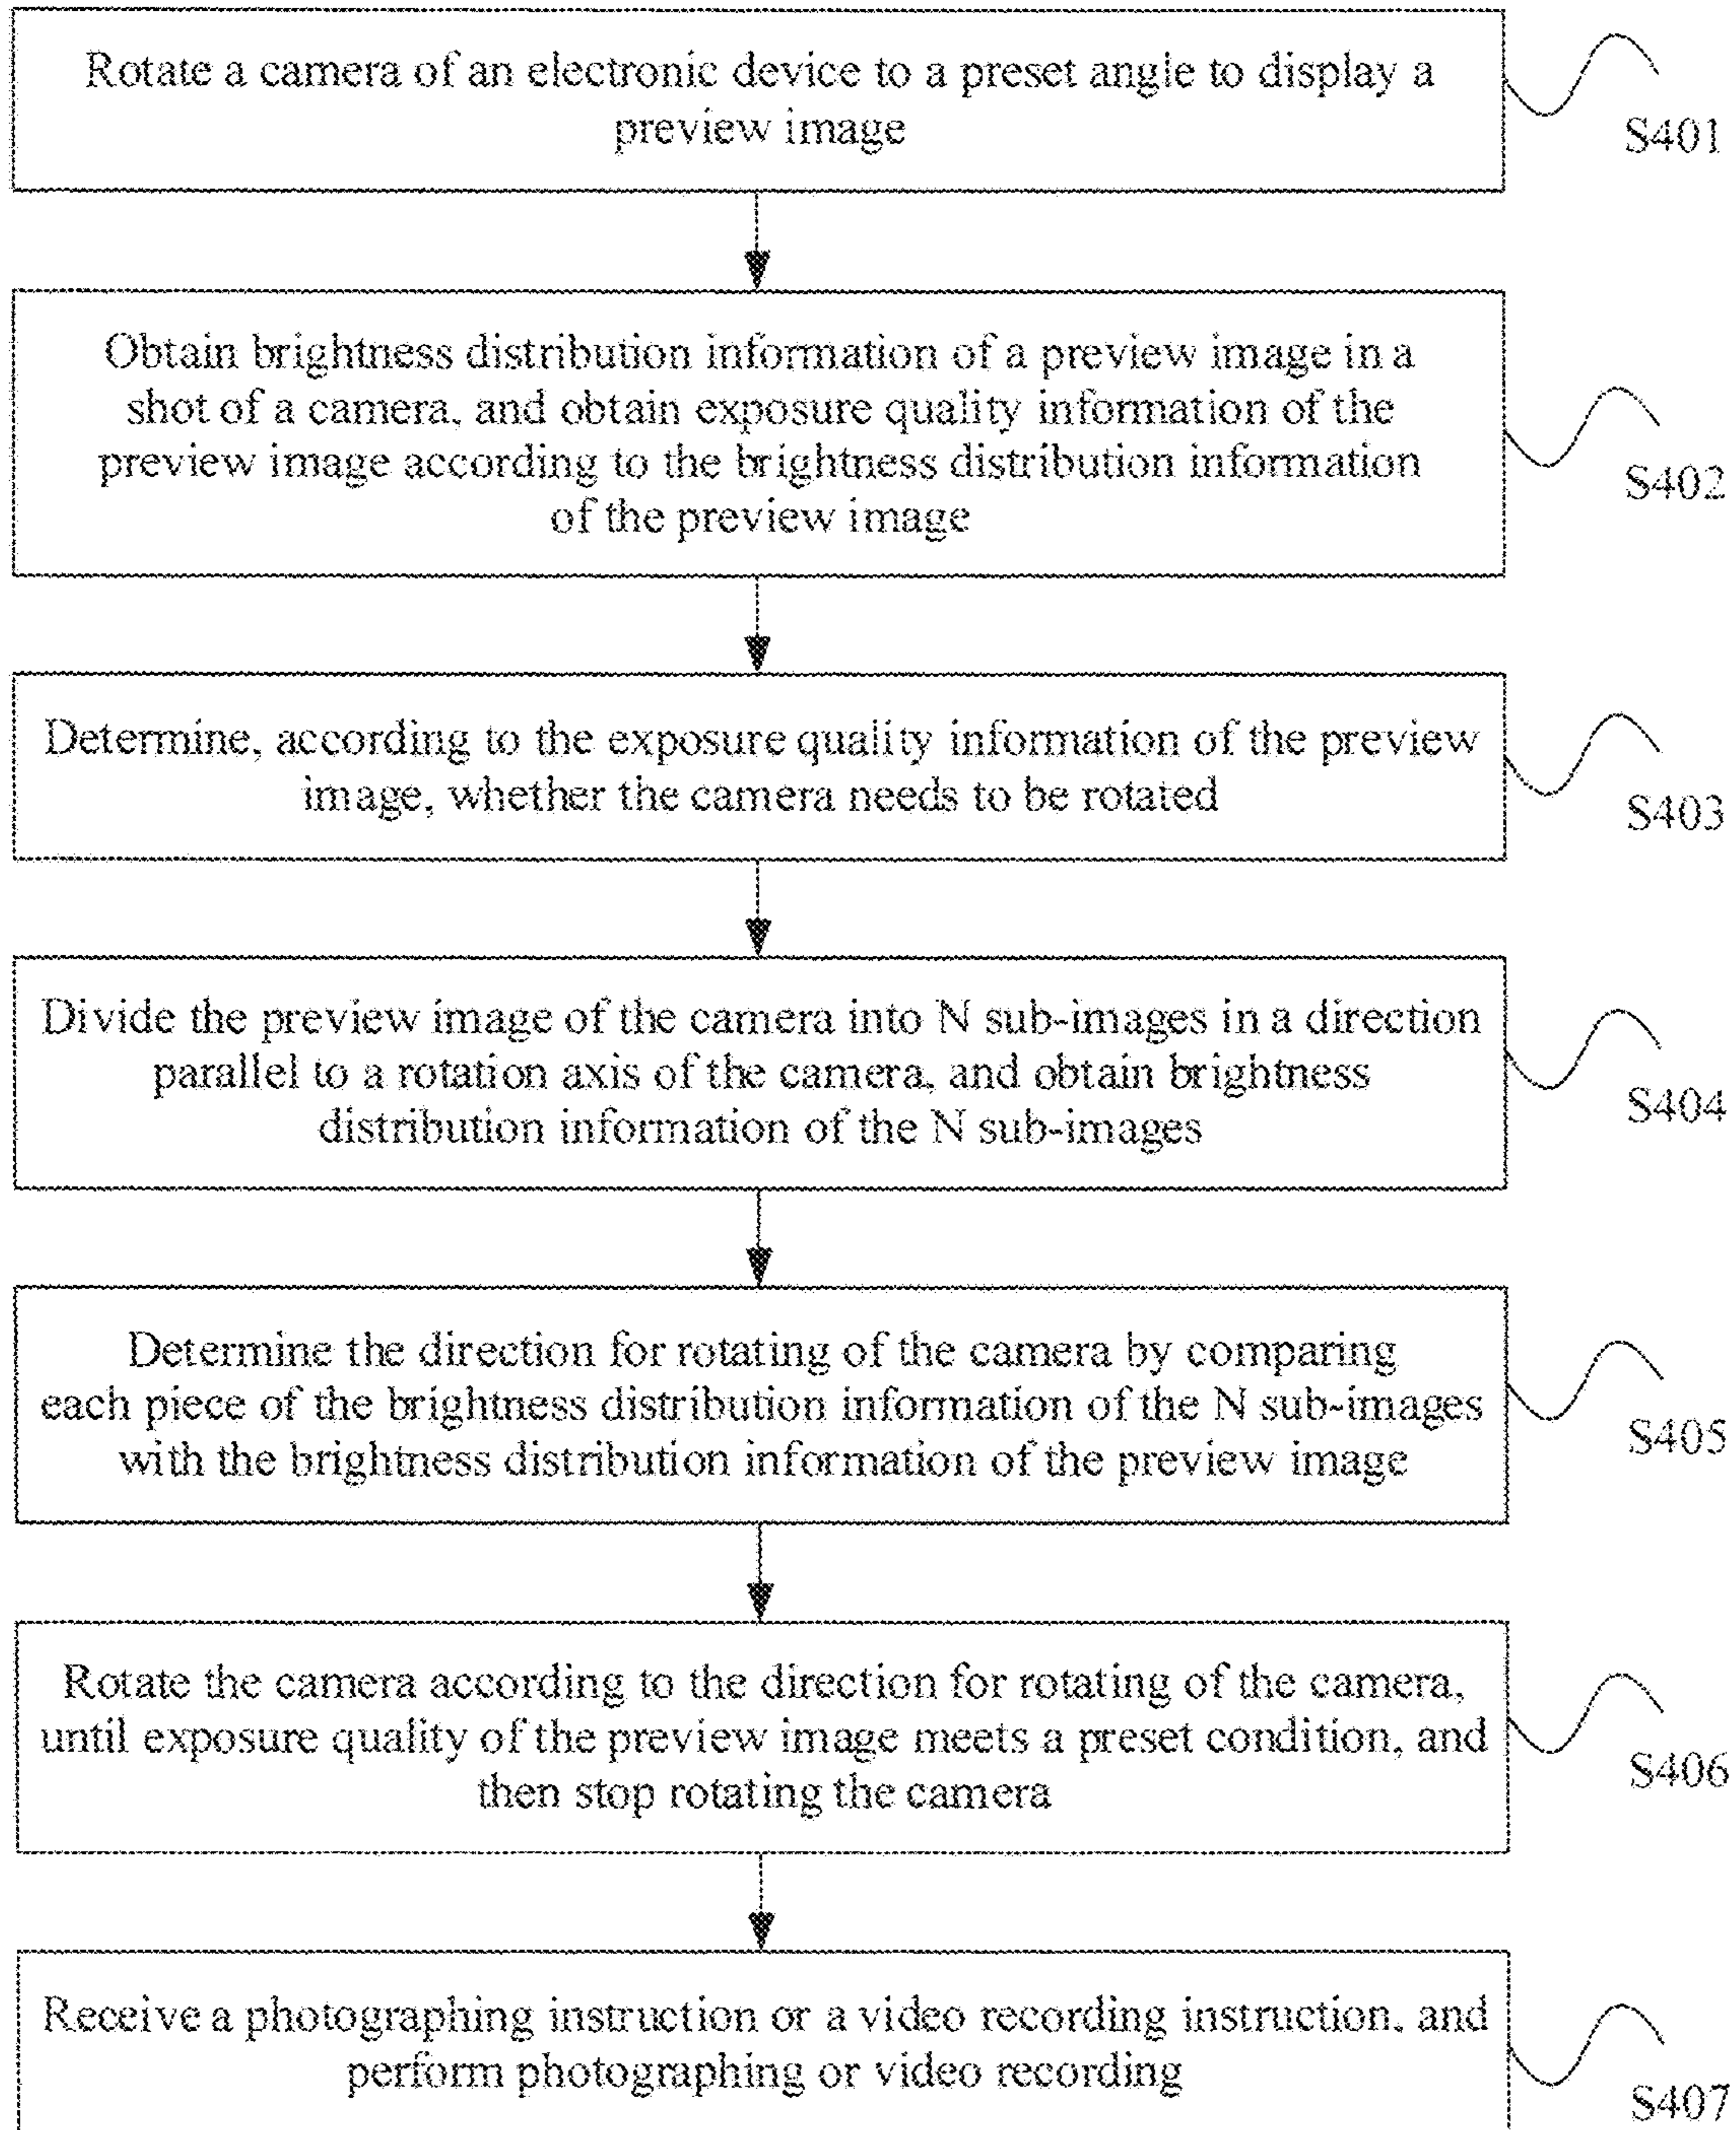 Rotate a camera of an electronic device to a preset angle to display a
preview image
S401
Obtain brightness distribution information of a preview image in a
shot of a camera, and obtain exposure quality information of the
preview image according to the brightness distribution information
of the preview image
S402
Determine, according to the exposure quality information of the preview
image, whether the camera needs to be rotated
S403
Divide the preview image of the camera into N sub-images in a direction
parallel to a rotation axis of the camera, and obtain brightness
distribution information of the N sub-images
S404
Determine the direction for rotating of the camera by comparing
each piece of the brightness distribution information of the N sub-images
with the brightness distribution information of the preview image
S405
Rotate the camera according to the direction for rotating of the camera,
until exposure quality of the preview image meets a preset condition, and
then stop rotating the camera
S406
Receive a photographing instruction or a video recording instruction, and
perform photographing or video recording
S407